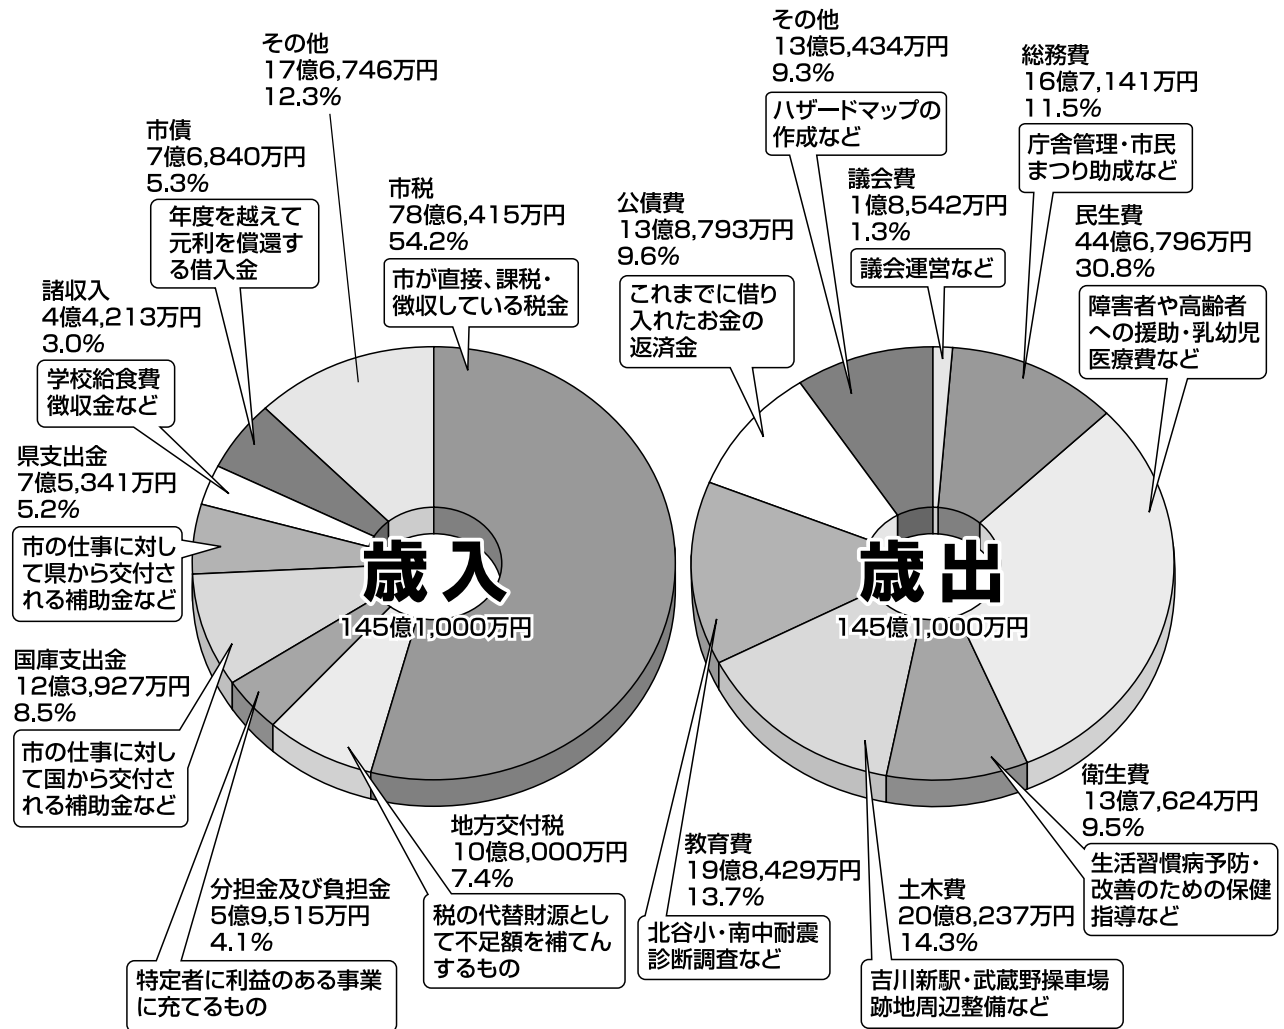 その他
17億6,746万円
12.3%
市債
7億6,840万円
5.3%
年度を越えて
元利を償還す
る借入金
諸収入
4億4,213万円
3.0%
学校給食費
徴収金など
県支出金
7億5,341万円
5.2%
市の仕事に対し
て県から交付さ
れる補助金など
国庫支出金
12億3,927万円
8.5%
市の仕事に対し
て国から交付さ
れる補助金など
分担金及び負担金
5億9,515万円
4.1%
特定者に利益のある事業
に充てるもの
地方交付税
10億8,000万円
7.4%
税の代替財源とし
て不足額を補てん
するもの
市税
78億6,415万円
54.2%
市が直接、課税・
徴収している税金
歳入
145億1,000万円
その他
13億5,434万円
9.3%
ハザードマップの
作成など
公債費
13億8,793万円
9.6%
これまでに借り
入れたお金の
返済金
議会費
1億8,542万円
1.3%
議会運営など
総務費
16億7,141万円
11.5%
庁舎管理・市民
まつり助成など
民生費
44億6,796万円
30.8%
障害者や高齢者
への援助・乳幼児
医療費など
歳出
145億1,000万円
衛生費
13億7,624万円
9.5%
生活習慣病予防・
改善のための保健
指導など
土木費
20億8,237万円
14.3%
吉川新駅・武蔵野操車場
跡地周辺整備など
教育費
19億8,429万円
13.7%
北谷小・南中耐震
診断調査など